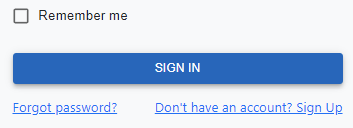 Remember me
SIGN IN
Forgot password? Don't have an account? Sign Up